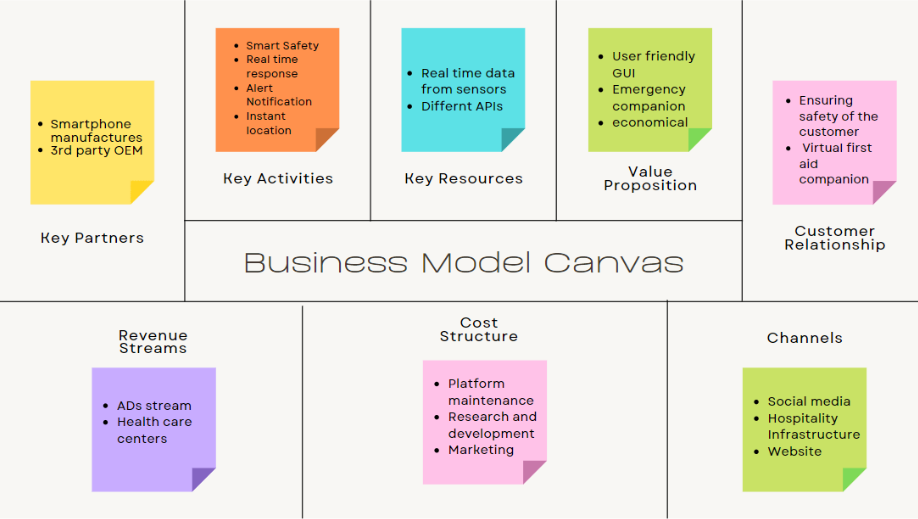 • Smartphone
manufactures
• 3rd party OEM
Key Partners
• Smart Safety
• Real time
response
• Alert
Notification
• Instant
location
Key Activities
• Real time data
from sensors
• Differnt APIs
Key Resources
• User friendly
GUI
• Emergency
companion
• economical
Value
Proposition
• Ensuring
safety of the
customer
• Virtual first
aid
companion
Customer
Relationship
Business Model Canvas
Revenue
Streams
• ADs stream
• Health care
centers
Cost
Structure
• Platform
maintenance
• Research and
development
• Marketing
Channels
• Social media
• Hospitality
Infrastructure
• Website